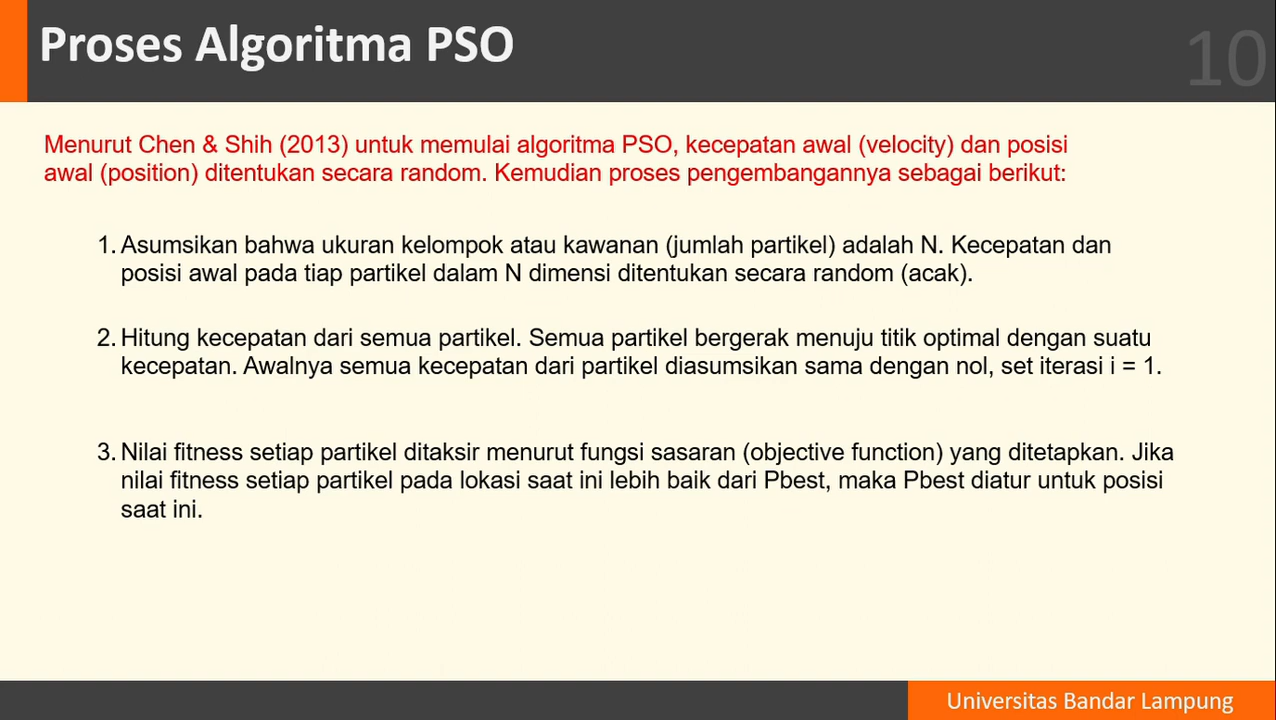 Proses Algoritma PSO
10
Menurut Chen & Shih (2013) untuk memulai algoritma PSO, kecepatan awal (velocity) dan posisi
awal (position) ditentukan secara random. Kemudian proses pengembangannya sebagai berikut:
1. Asumsikan bahwa ukuran kelompok atau kawanan (jumlah partikel) adalah N. Kecepatan dan
posisi awal pada tiap partikel dalam N dimensi ditentukan secara random (acak).
2. Hitung kecepatan dari semua partikel. Semua partikel bergerak menuju titik optimal dengan suatu
kecepatan. Awalnya semua kecepatan dari partikel diasumsikan sama dengan nol, set iterasi i = 1.
3. Nilai fitness setiap partikel ditaksir menurut fungsi sasaran (objective function) yang ditetapkan. Jika
nilai fitness setiap partikel pada lokasi saat ini lebih baik dari Pbest, maka Pbest diatur untuk posisi
saat ini.
Universitas Bandar Lampung